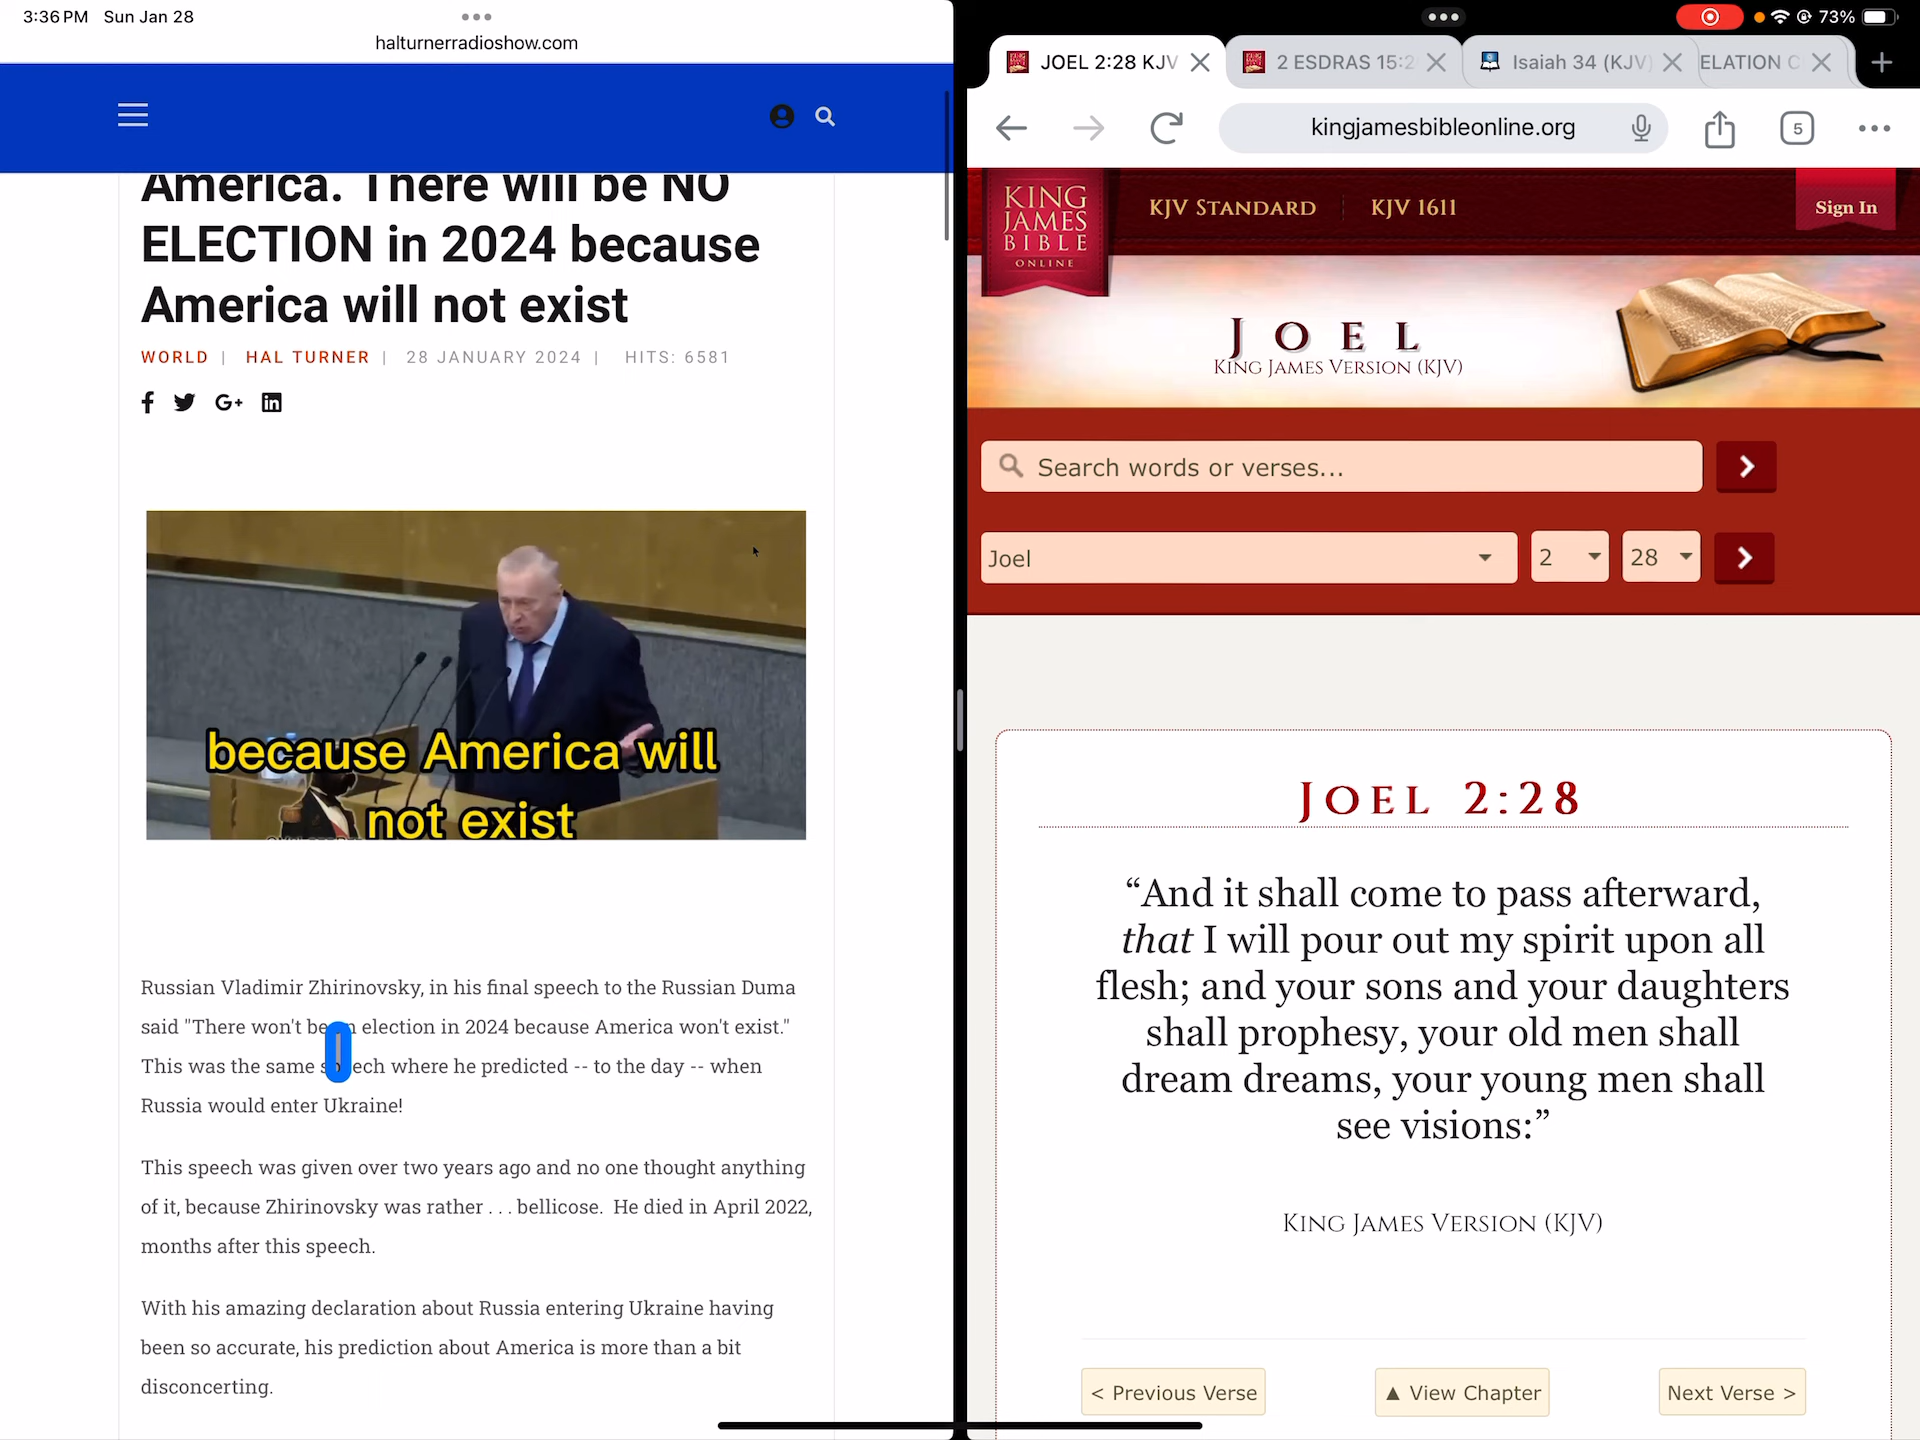 3:36 PM Sun Jan 28
halturnerradioshow.com
America. There will be NO
ELECTION in 2024 because
America will not exist
WORLD | HAL TURNER | 28 JANUARY 2024 | HITS: 6581
G+ in
because America will
not exist
Russian Vladimir Zhirinovsky, in his final speech to the Russian Duma
said "There won't be election in 2024 because America won't exist."
This was the same speech where he predicted -- to the day -- when
Russia would enter Ukraine!
This speech was given over two years ago and no one thought anything
of it, because Zhirinovsky was rather . . . bellicose. He died in April 2022,
months after this speech.
With his amazing declaration about Russia entering Ukraine having
been so accurate, his prediction about America is more than a bit
disconcerting.
73%
JOEL 2:28 KJV
2 ESDRAS 15:2
Isaiah 34 (KJV)
ELATION C
kingjamesbibleonline.org
5
KING
JAMES
BIBLE
ONLINE
KJV STANDARD
KJV 1611
Sign In
JOEL
KING JAMES VERSION (KJV)
Search words or verses...
Joel 2 28
JOEL 2:28
“And it shall come to pass afterward,
that I will pour out my spirit upon all
flesh; and your sons and your daughters
shall prophesy, your old men shall
dream dreams, your young men shall
see visions:”
KING JAMES VERSION (KJV)
< Previous Verse
▲ View Chapter
Next Verse >